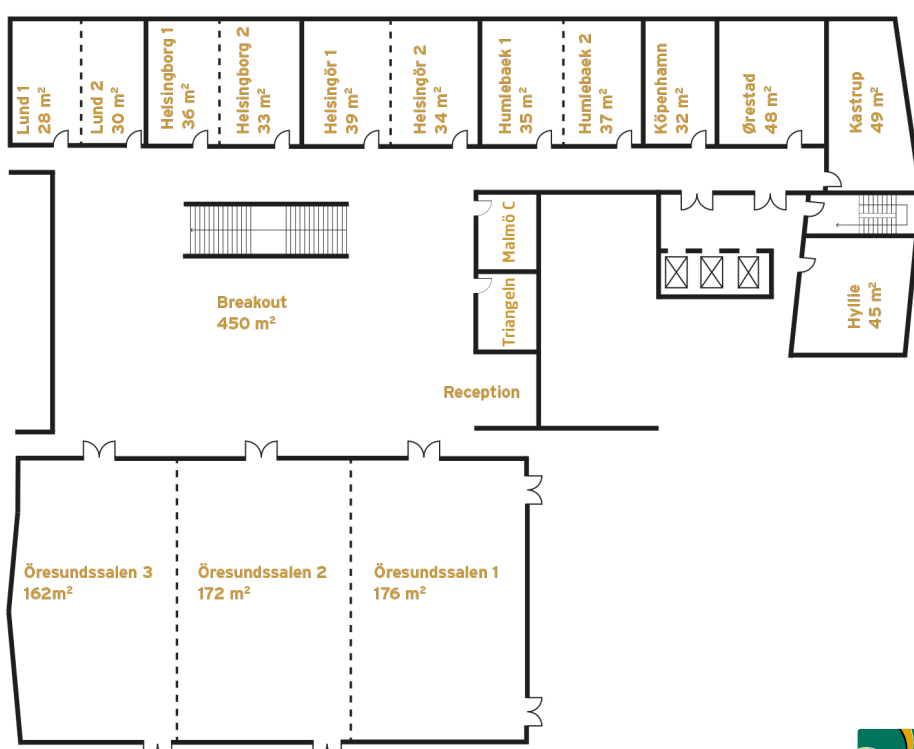 Lund 1
28 m²
Lund 2
30 m²
Helsingborg 1
36 m²
Helsingborg 2
33 m²
Helsingör 1
39 m²
Helsingör 2
34 m²
Humlebaek 1
35 m²
Humlebaek 2
37 m²
Köpenhamn
32 m²
Ørestad
48 m²
Kastrup
49 m²
Malmö C
Triangeln
Hyllie
45 m²
Breakout
450 m²
Reception
Öresundssalen 3
162m²
Öresundssalen 2
172 m²
Öresundssalen 1
176 m²